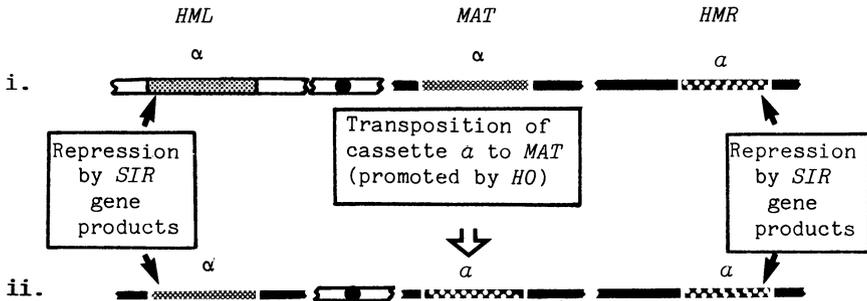 HML MAT HMR
α α a
i.
Repression
by SIR
gene
products
Transposition of
cassette a to MAT
(promoted by HO)
Repression
by SIR
gene
products
α a a
ii.